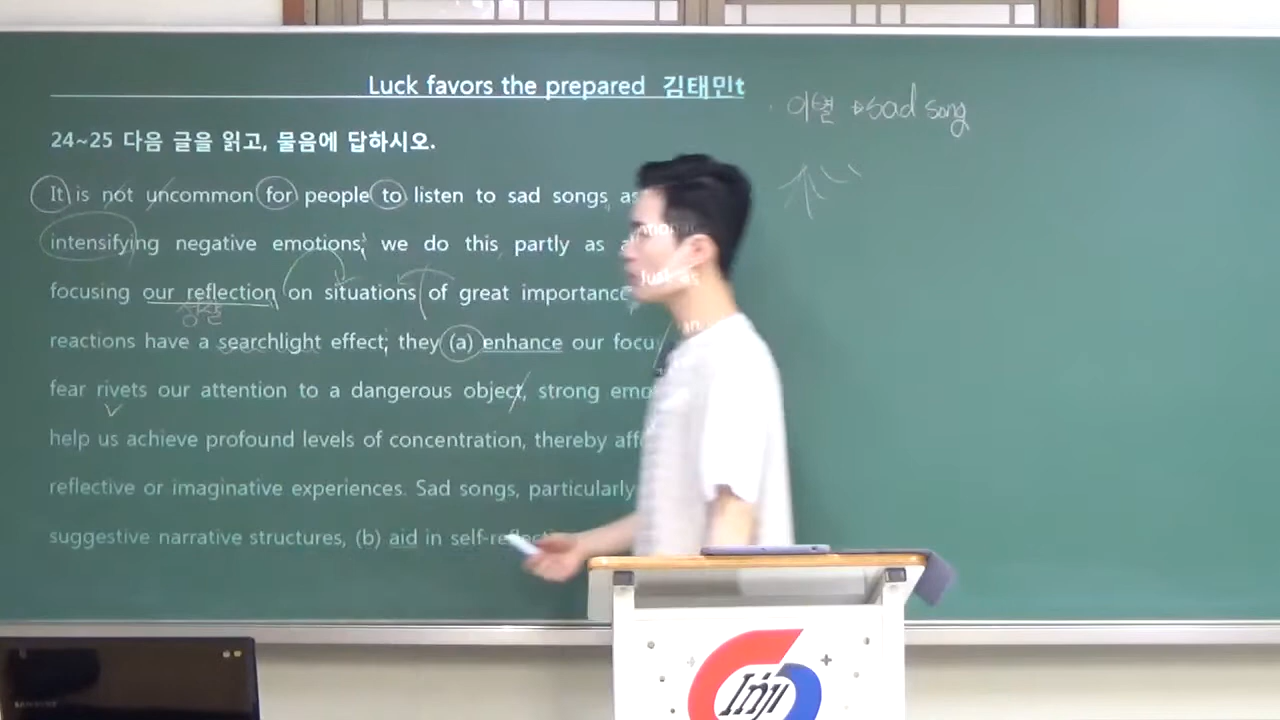 Luck favors the prepared 김태민t
이별 → sad song
24~25 다음 글을 읽고, 물음에 답하시오.
It is not uncommon for people to listen to sad songs, as
intensifying negative emotions, we do this partly as a
focusing our reflection on situations of great importance
성찰
reactions have a searchlight effect; they (a) enhance our focu
fear rivets our attention to a dangerous object, strong emo
help us achieve profound levels of concentration, thereby aff
reflective or imaginative experiences. Sad songs, particularly
suggestive narrative structures, (b) aid in self-reflecti
Inji